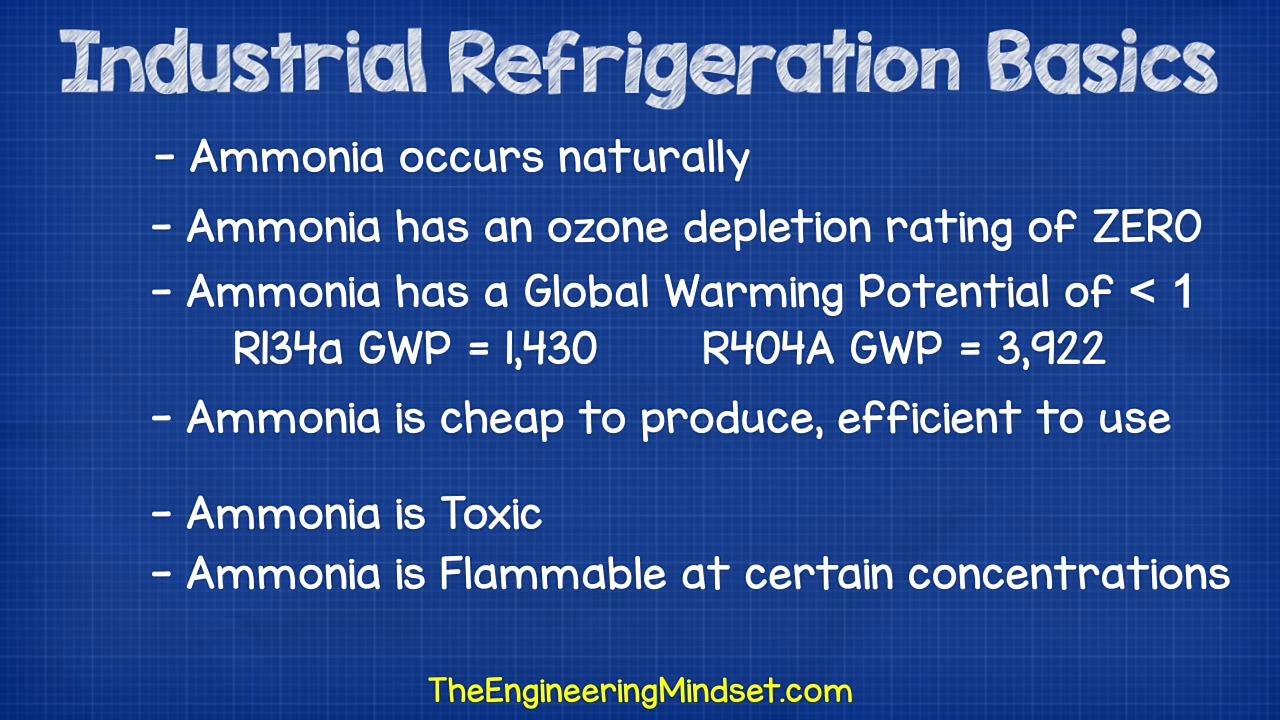 Industrial Refrigeration Basics
- Ammonia occurs naturally
- Ammonia has an ozone depletion rating of ZERO
- Ammonia has a Global Warming Potential of < 1
R134a GWP = 1,430 R404A GWP = 3,922
- Ammonia is cheap to produce, efficient to use
- Ammonia is Toxic
- Ammonia is Flammable at certain concentrations
TheEngineeringMindset.com